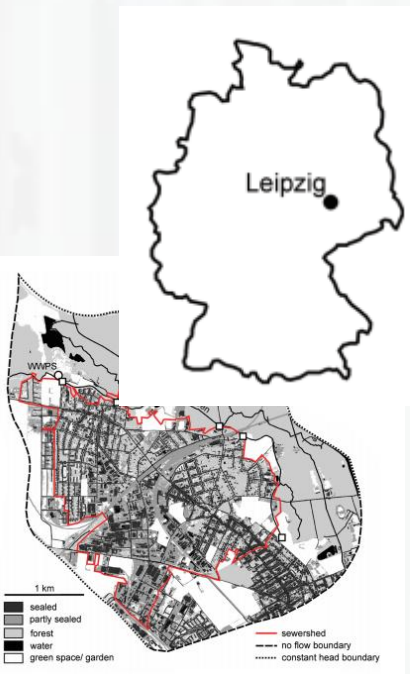 Leipzig
WWPS
1 km
sealed
partly sealed
forest
water
green space/ garden
sewershed
no flow boundary
constant head boundary